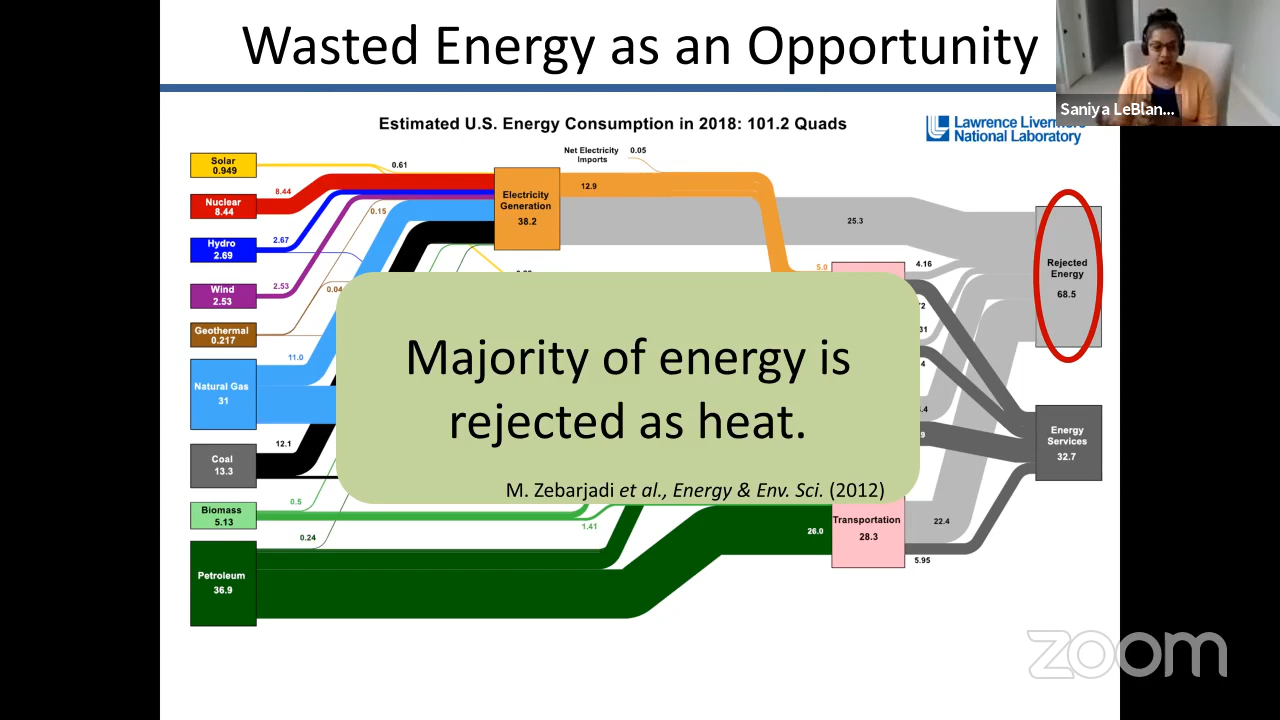 Wasted Energy as an Opportunity
Saniya LeBlan...
Estimated U.S. Energy Consumption in 2018: 101.2 Quads
Lawrence Livermore
National Laboratory
Net Electricity
Imports
0.05
Solar
0.949
0.61
Nuclear
8.44
8.44
Electricity
Generation
38.2
12.9
0.15
25.3
Hydro
2.69
2.67
Wind
2.53
2.53
0.04
5.0
4.16
Rejected
Energy
68.5
Geothermal
0.217
Natural Gas
31
11.0
Majority of energy is
rejected as heat.
M. Zebarjadi et al., Energy & Env. Sci. (2012)
Coal
13.3
12.1
Energy
Services
32.7
Biomass
5.13
0.5
1.41
0.24
Petroleum
36.9
26.0
Transportation
28.3
22.4
5.95
zoom